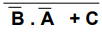 B̅ . A̅ + C